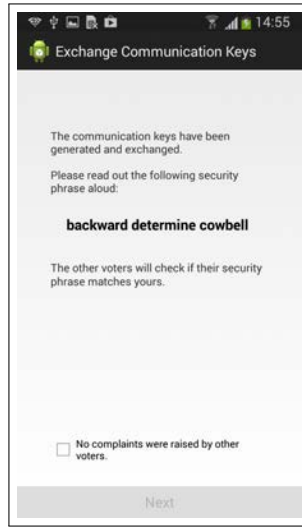 14:55
Exchange Communication Keys
The communication keys have been
generated and exchanged.
Please read out the following security
phrase aloud:
backward determine cowbell
The other voters will check if their security
phrase matches yours.
No complaints were raised by other
voters.
Next